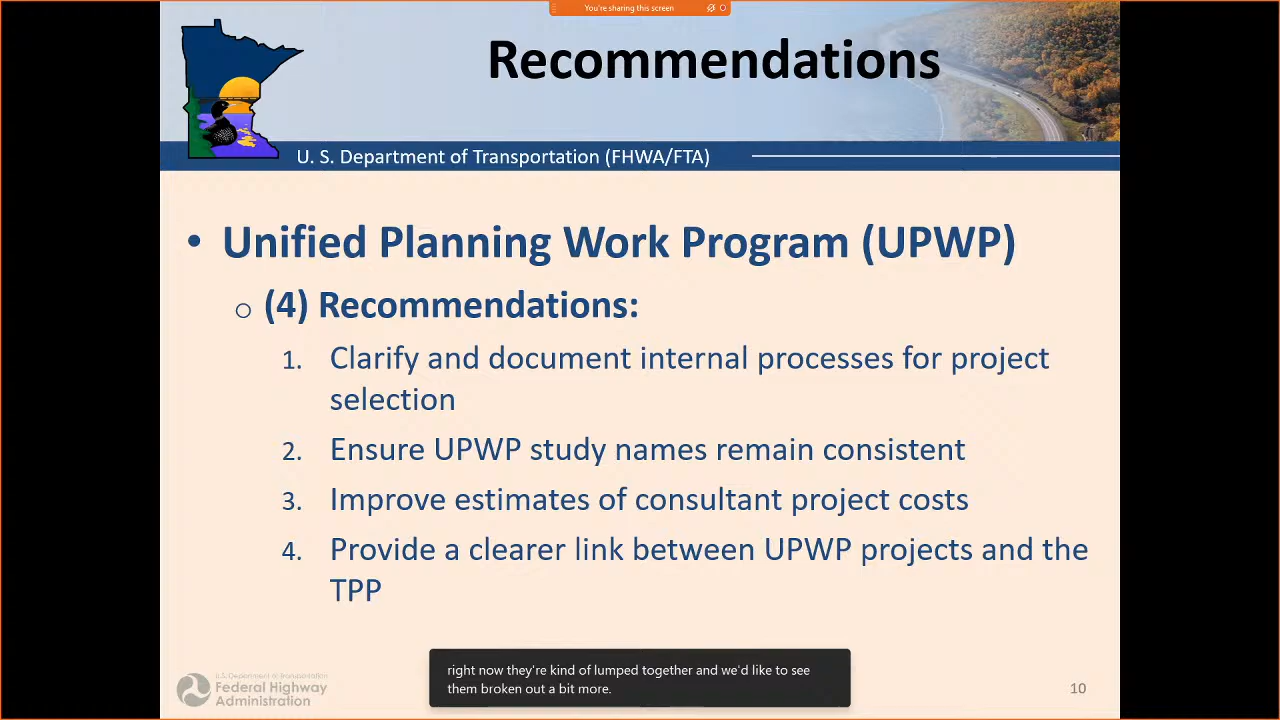 You're sharing this screen
Recommendations
U. S. Department of Transportation (FHWA/FTA)
• Unified Planning Work Program (UPWP)
o (4) Recommendations:
1. Clarify and document internal processes for project
selection
2. Ensure UPWP study names remain consistent
3. Improve estimates of consultant project costs
4. Provide a clearer link between UPWP projects and the
TPP
right now they're kind of lumped together and we'd like to see
them broken out a bit more.
U.S. Department of Transportation
Federal Highway
Administration
10